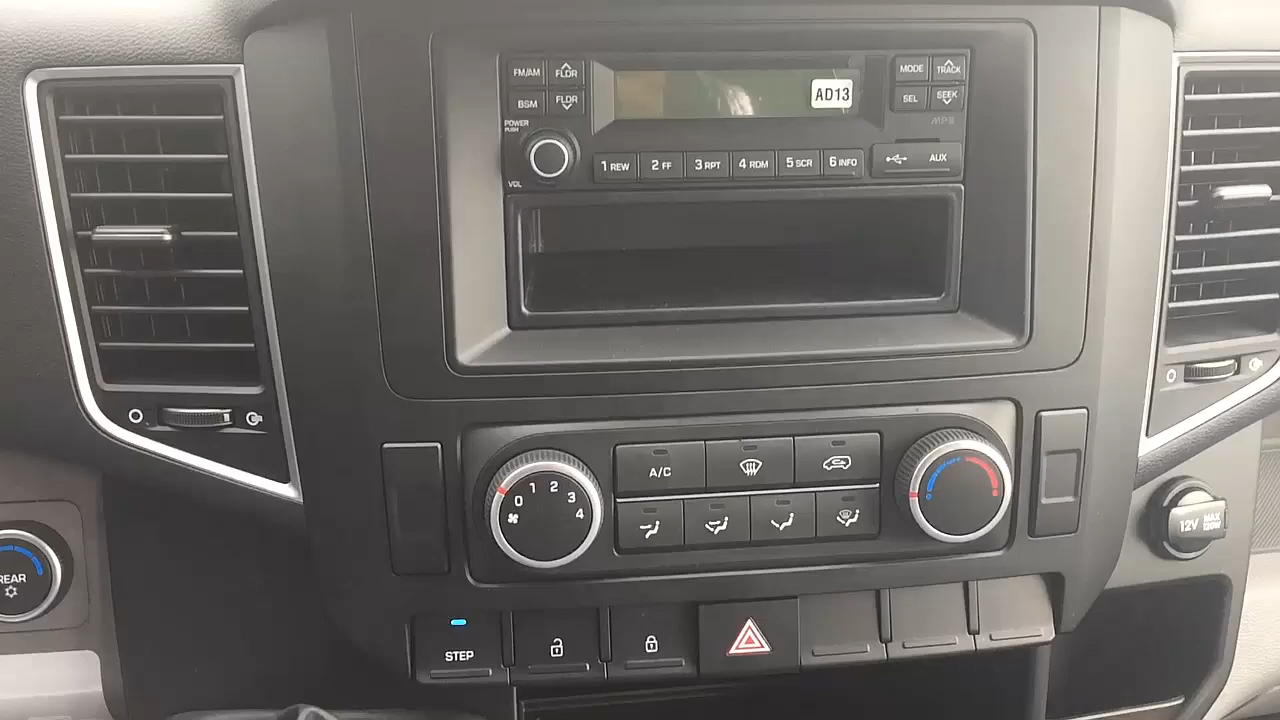 FM/AM
FLDR
MODE
TRACK
BSM
FLDR
AD13
SEL
SEEK
POWER
PUSH
MP3
VOL
1 REW
2 FF
3 RPT
4 RDM
5 SCR
6 INFO
AUX
0 1 2 3 4
A/C
12V
MAX
120W
REAR
STEP